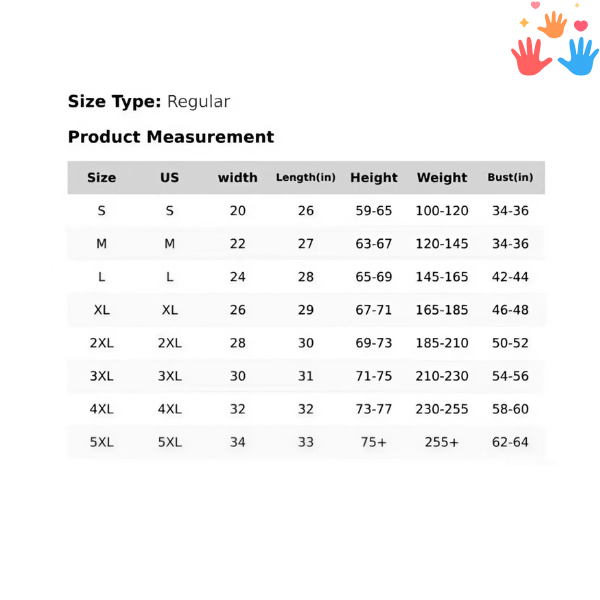 Size Type: Regular
Product Measurement
Size US width Length(in) Height Weight Bust(in)
S S 20 26 59-65 100-120 34-36
M M 22 27 63-67 120-145 34-36
L L 24 28 65-69 145-165 42-44
XL XL 26 29 67-71 165-185 46-48
2XL 2XL 28 30 69-73 185-210 50-52
3XL 3XL 30 31 71-75 210-230 54-56
4XL 4XL 32 32 73-77 230-255 58-60
5XL 5XL 34 33 75+ 255+ 62-64